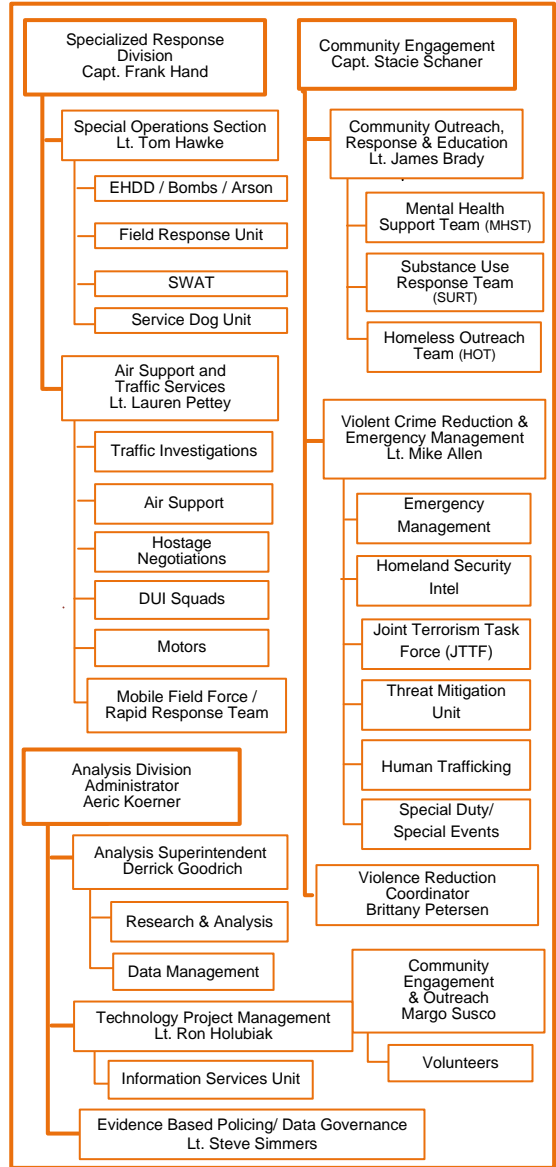 Specialized Response
Division
Capt. Frank Hand
Special Operations Section
Lt. Tom Hawke
EHDD / Bombs / Arson
Field Response Unit
SWAT
Service Dog Unit
Air Support and
Traffic Services
Lt. Lauren Pettey
Traffic Investigations
Air Support
Hostage
Negotiations
DUI Squads
Motors
Mobile Field Force /
Rapid Response Team
Analysis Division
Administrator
Aeric Koerner
Analysis Superintendent
Derrick Goodrich
Research & Analysis
Data Management
Technology Project Management
Lt. Ron Holubiak
Information Services Unit
Evidence Based Policing/ Data Governance
Lt. Steve Simmers
Community Engagement
Capt. Stacie Schaner
Community Outreach,
Response & Education
Lt. James Brady
Mental Health
Support Team (MHST)
Substance Use
Response Team
(SURT)
Homeless Outreach
Team (HOT)
Violent Crime Reduction &
Emergency Management
Lt. Mike Allen
Emergency
Management
Homeland Security
Intel
Joint Terrorism Task
Force (JTTF)
Threat Mitigation
Unit
Human Trafficking
Special Duty/
Special Events
Violence Reduction
Coordinator
Brittany Petersen
Community
Engagement
& Outreach
Margo Susco
Volunteers